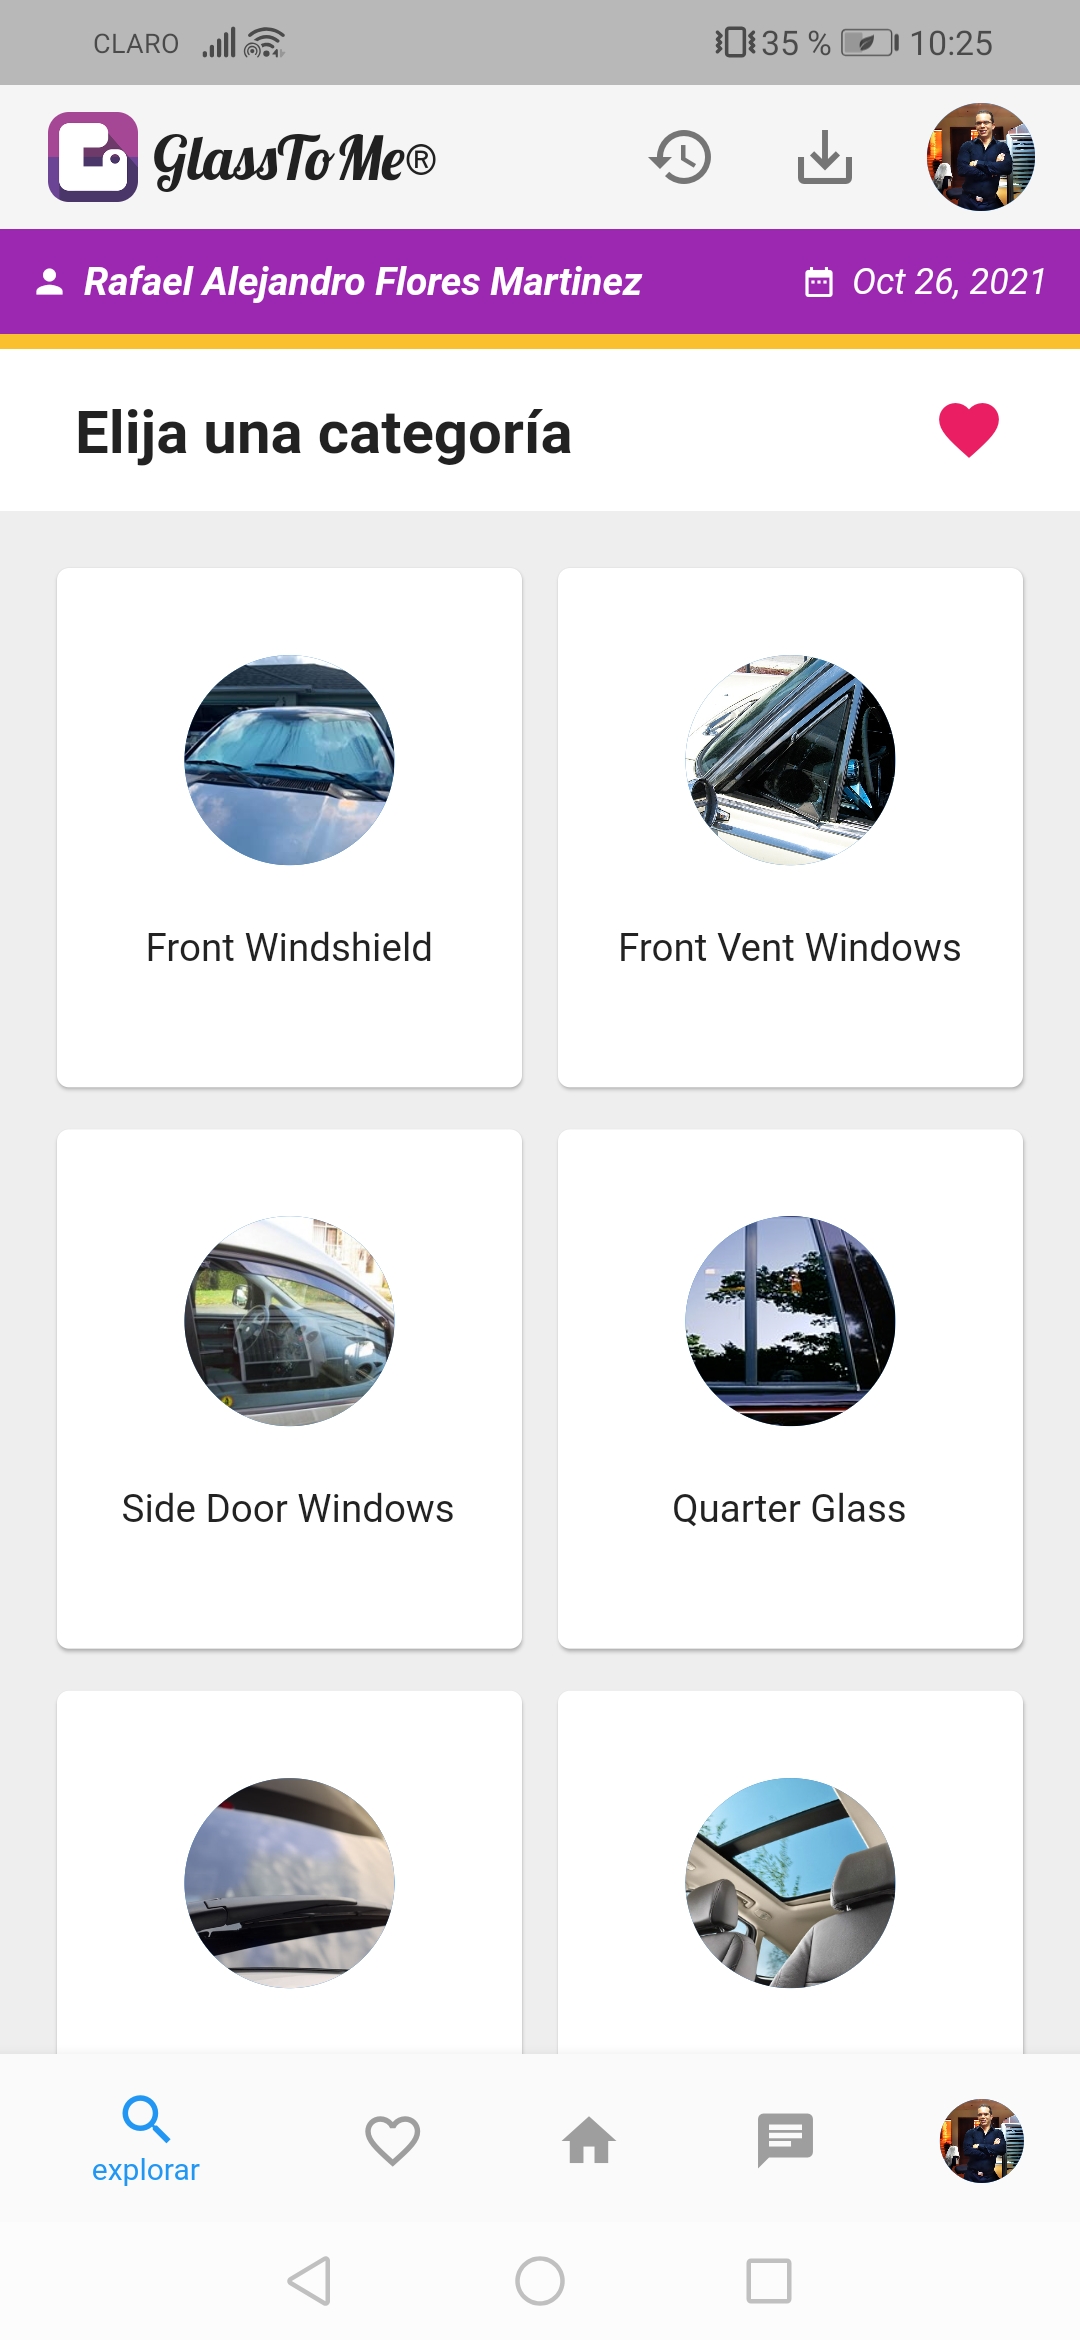 CLARO 35 % 10:25
GlassToMe®
Rafael Alejandro Flores Martinez Oct 26, 2021
Elija una categoría
Front Windshield
Front Vent Windows
Side Door Windows
Quarter Glass
explorar